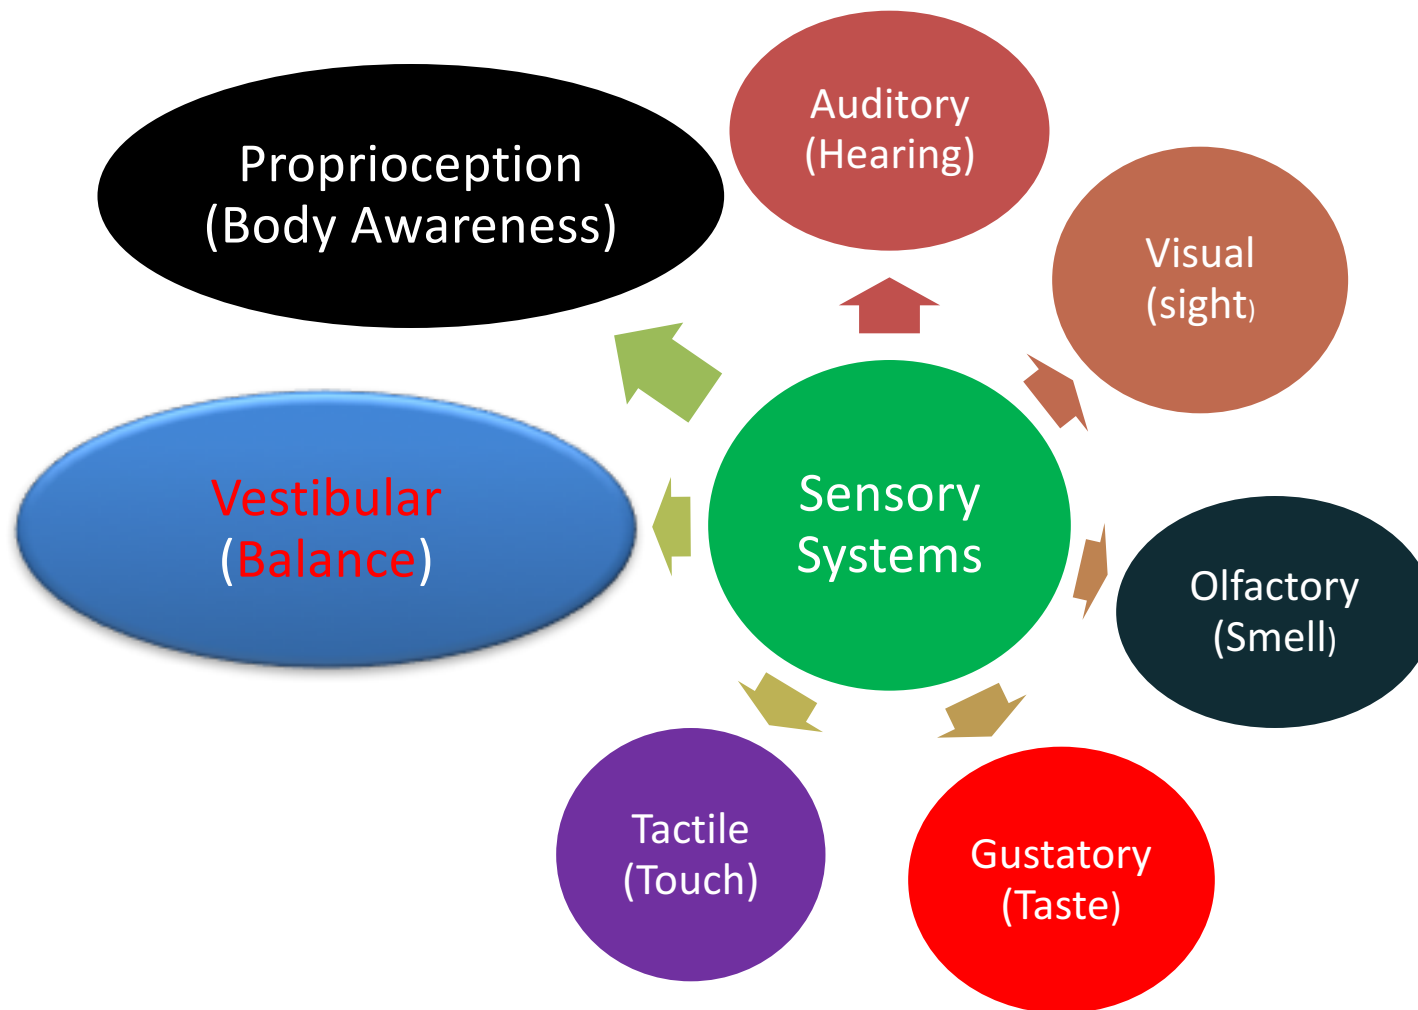 Auditory
(Hearing)
Proprioception
(Body Awareness)
Visual
(sight)
Vestibular
(Balance)
Sensory
Systems
Olfactory
(Smell)
Tactile
(Touch)
Gustatory
(Taste)